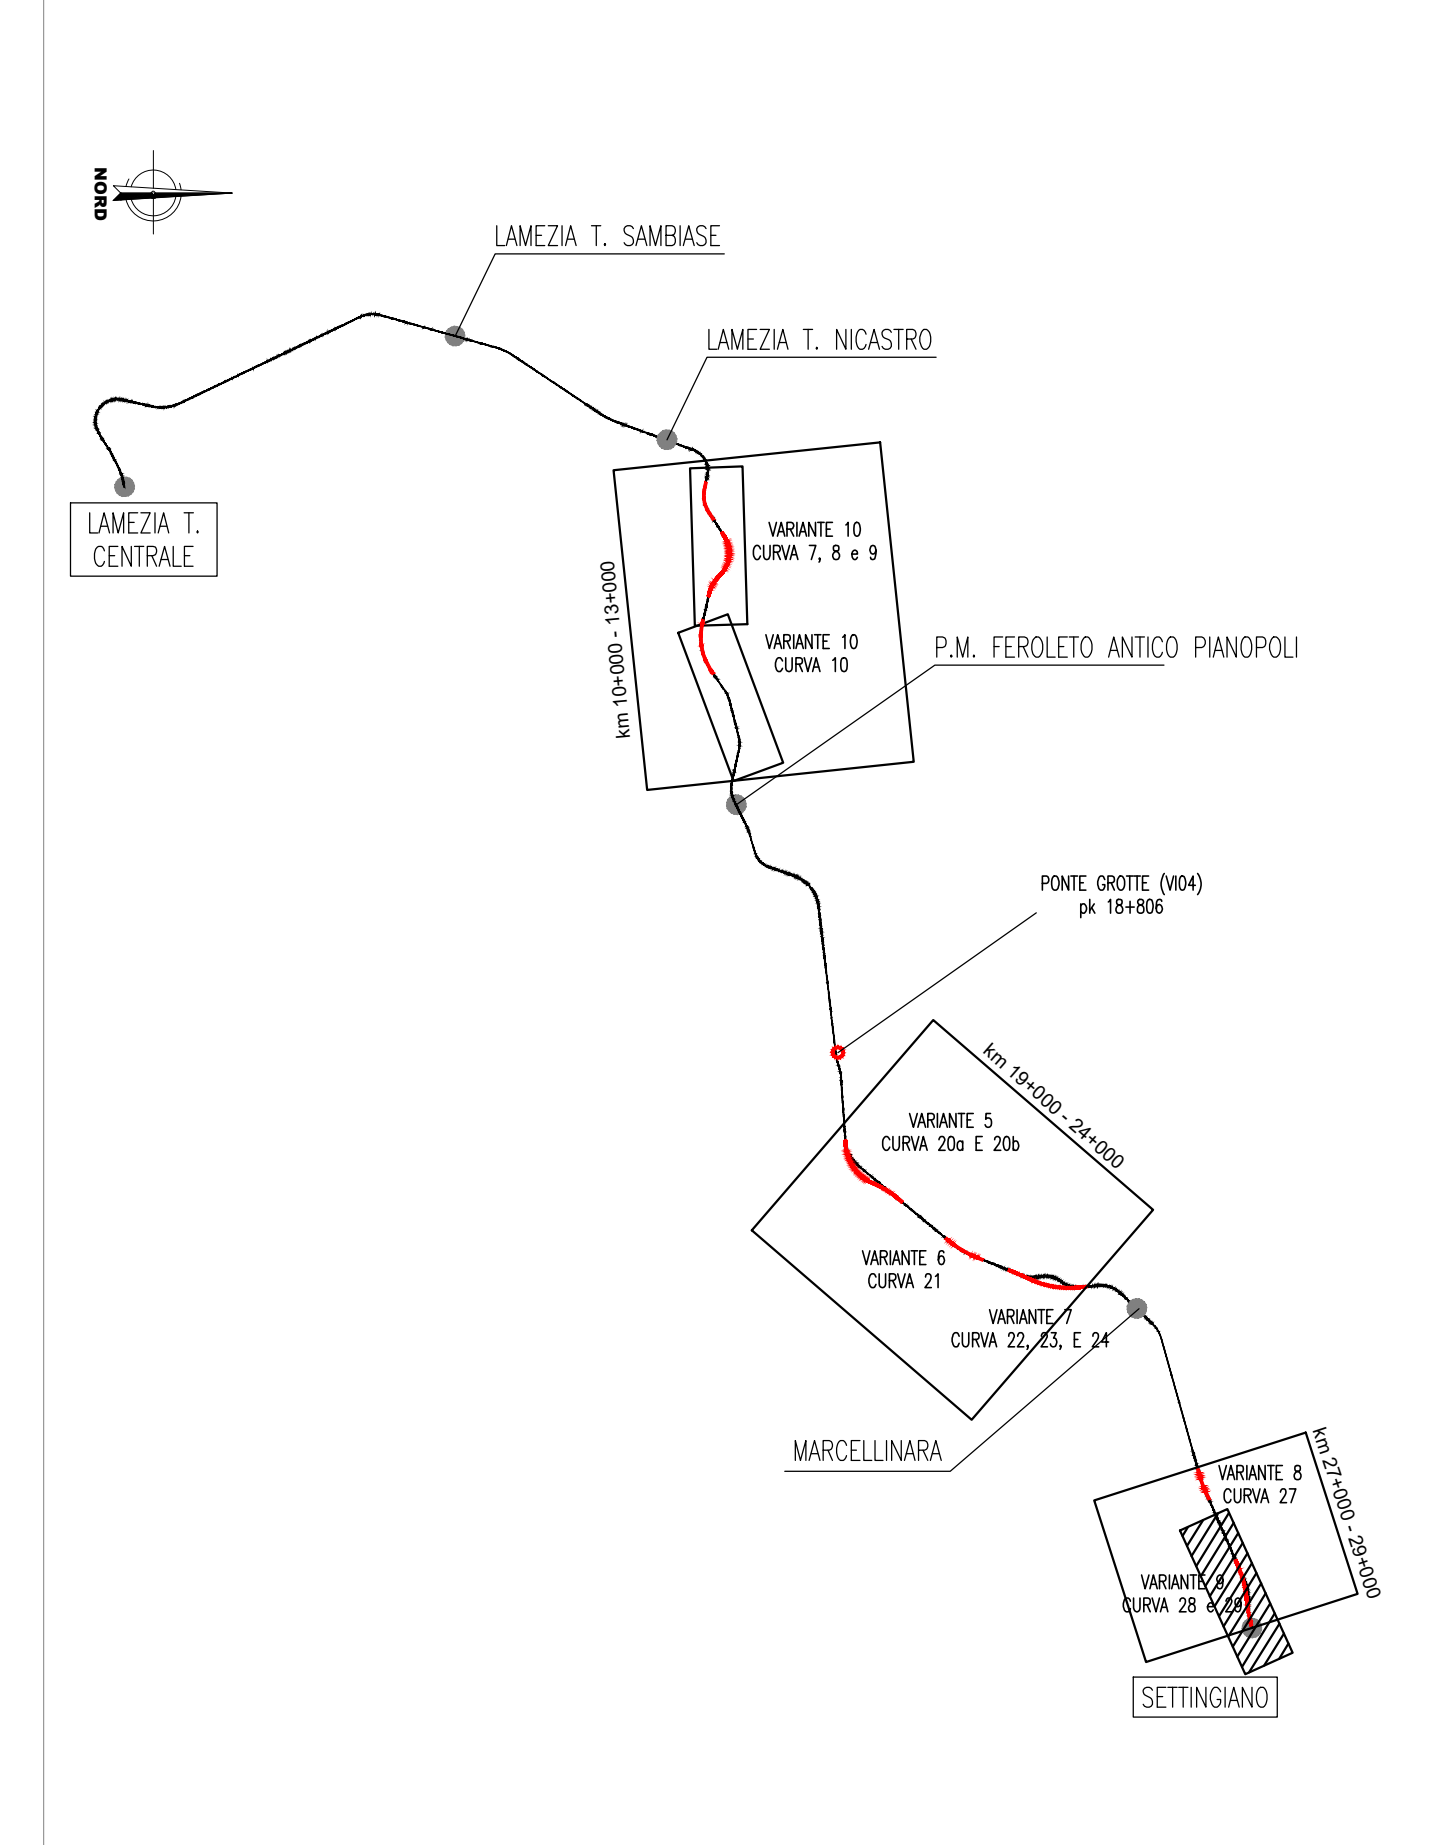 NORD
LAMEZIA T. SAMBIASE
LAMEZIA T. NICASTRO
LAMEZIA T.
CENTRALE
VARIANTE 10
CURVA 7, 8 e 9
km 10+000 - 13+000
VARIANTE 10
CURVA 10
P.M. FEROLETO ANTICO PIANOPOLI
PONTE GROTTE (VI04)
pk 18+806
km 19+000 - 24+000
VARIANTE 5
CURVA 20a E 20b
VARIANTE 6
CURVA 21
VARIANTE 7
CURVA 22, 23, E 24
MARCELLINARA
km 27+000 - 29+000
VARIANTE 8
CURVA 27
VARIANTE 9
CURVA 28 e 29
SETTINGIANO